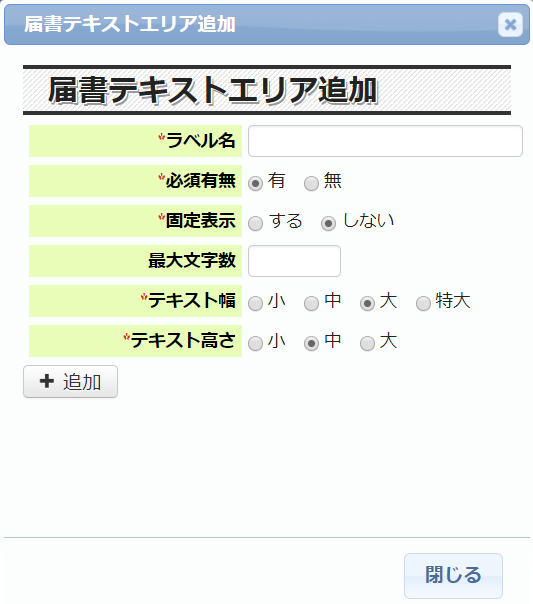 届書テキストエリア追加
届書テキストエリア追加
*ラベル名
*必須有無 有 無
*固定表示 する しない
最大文字数
*テキスト幅 小 中 大 特大
*テキスト高さ 小 中 大
+ 追加
閉じる